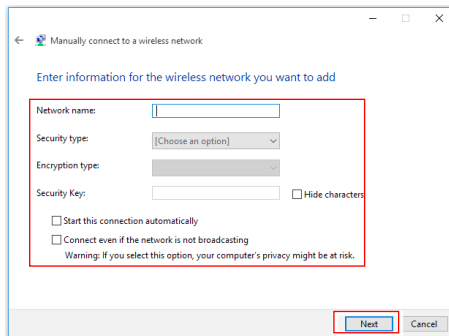 Manually connect to a wireless network
Enter information for the wireless network you want to add
Network name:
Security type: [Choose an option]
Encryption type:
Security Key: Hide characters
Start this connection automatically
Connect even if the network is not broadcasting
Warning: If you select this option, your computer's privacy might be at risk.
Next Cancel